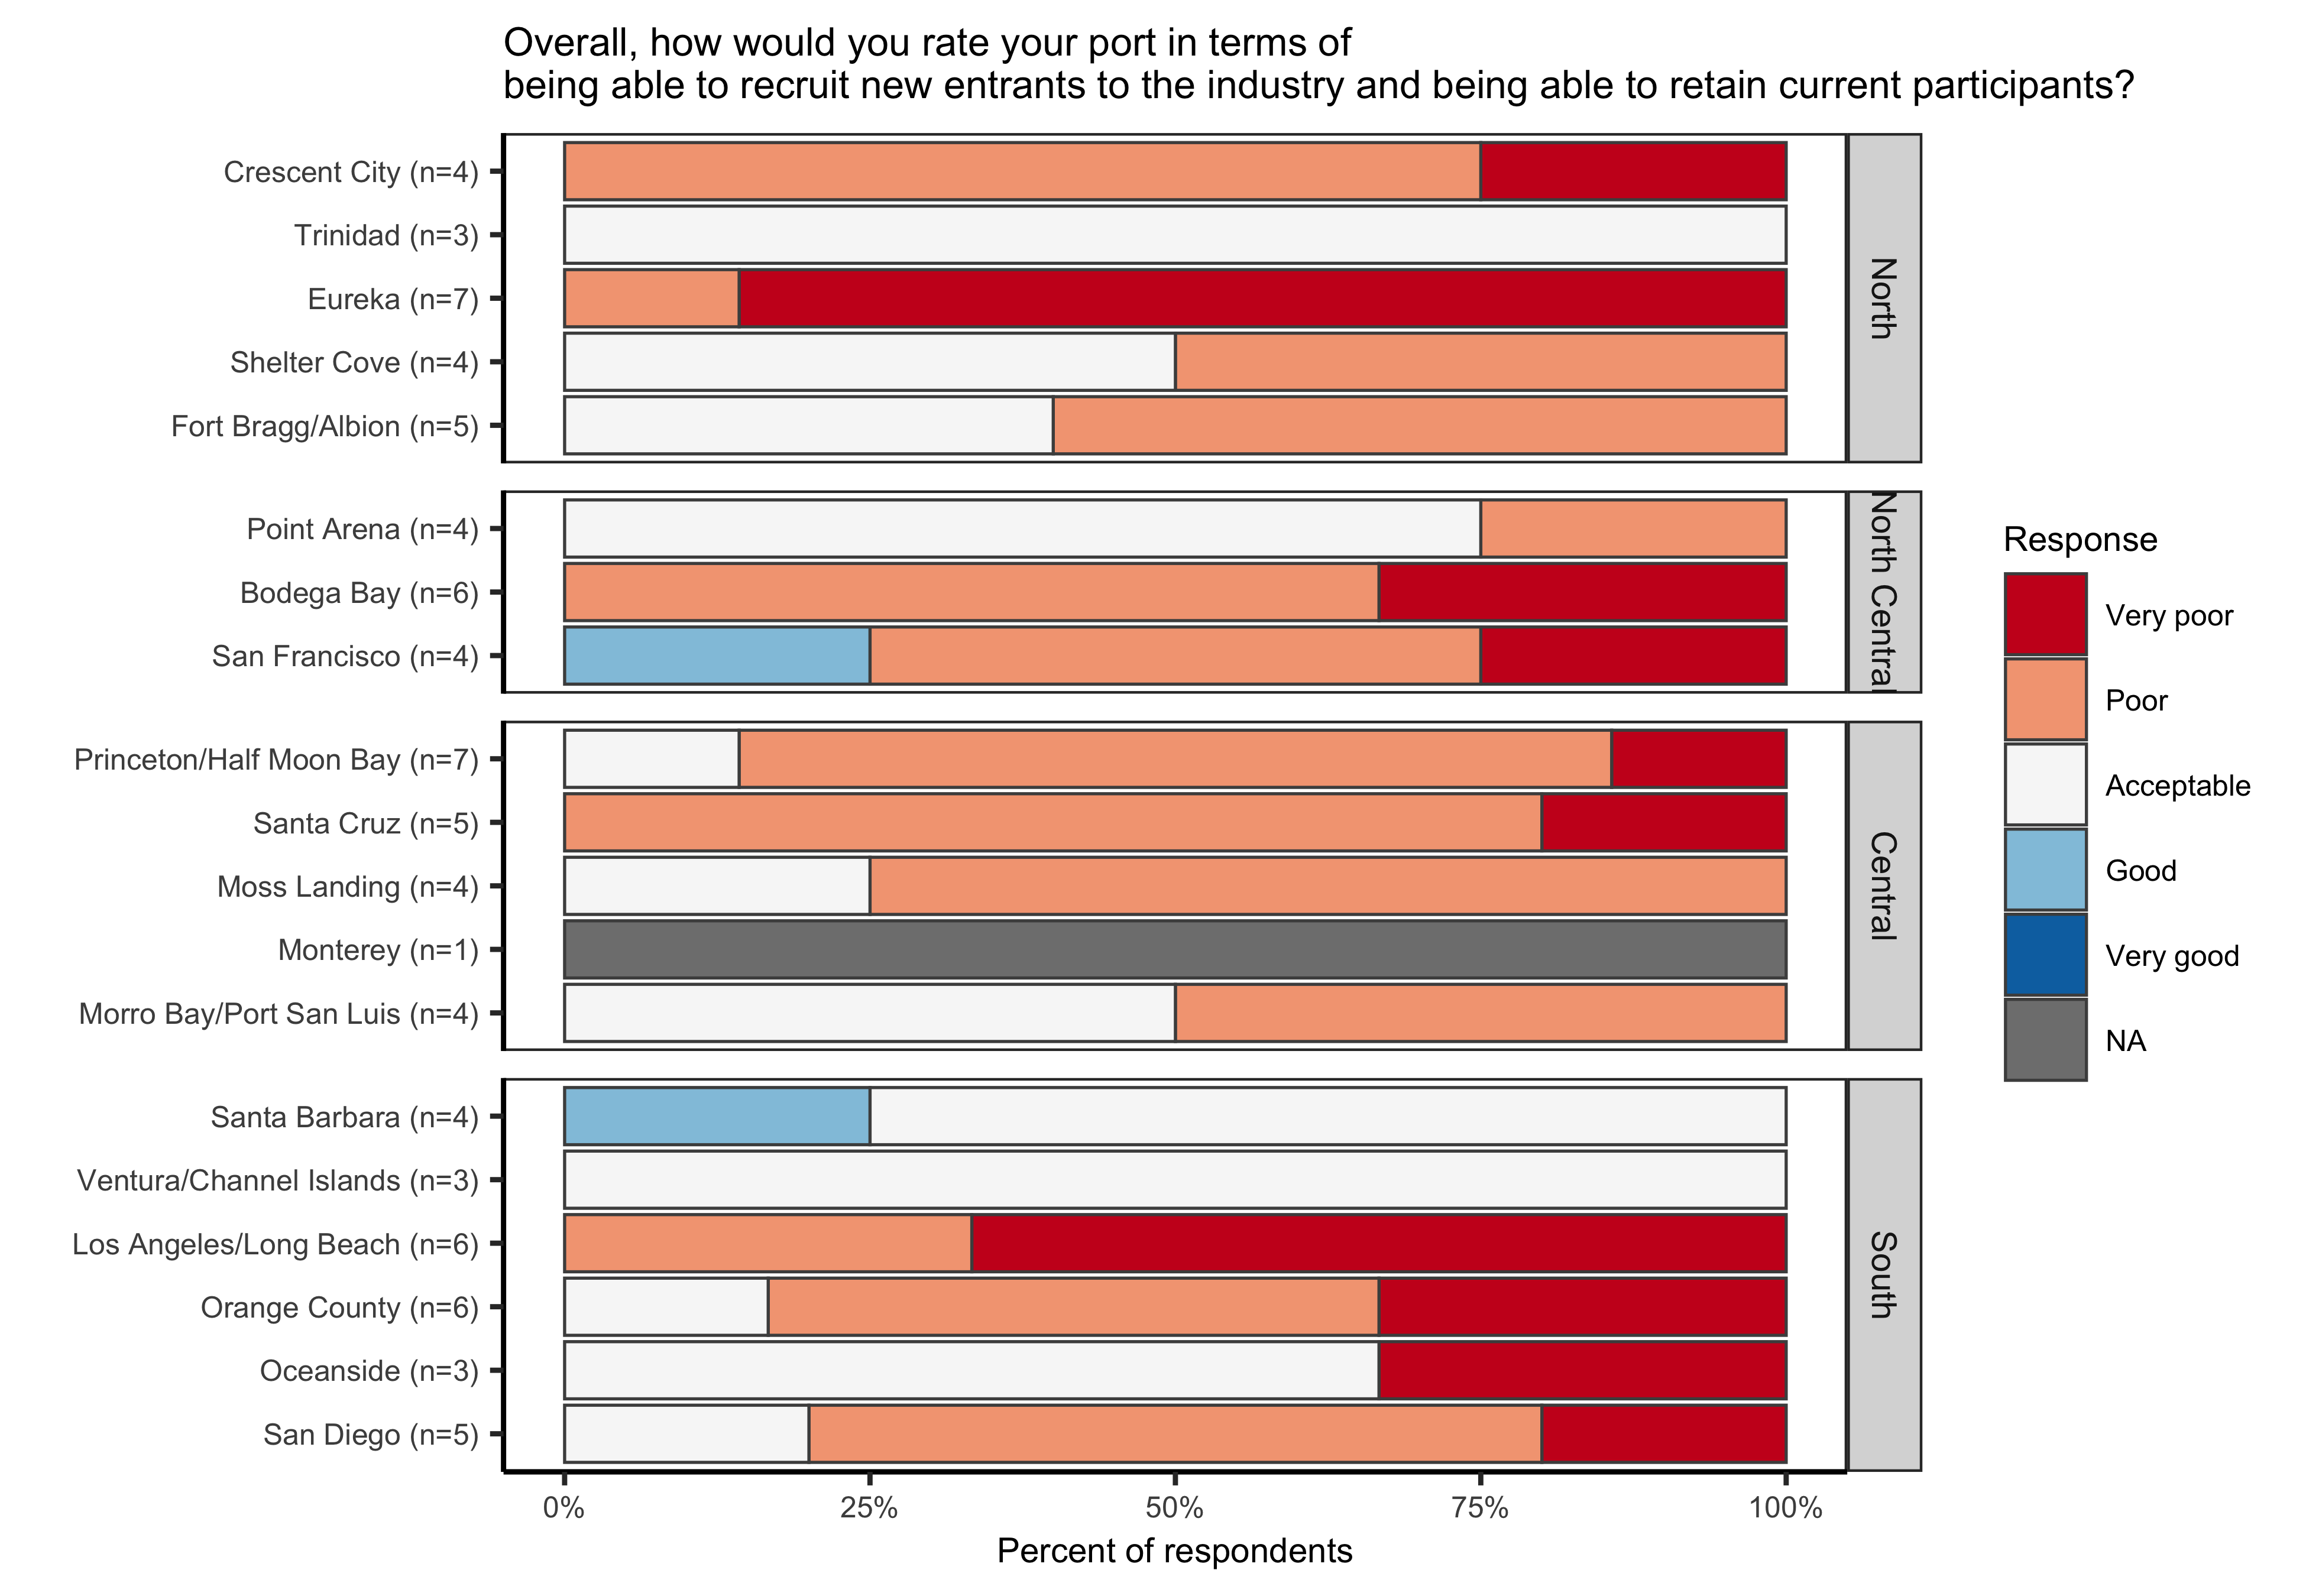 Overall, how would you rate your port in terms of
being able to recruit new entrants to the industry and being able to retain current participants?
Crescent City (n=4)
Trinidad (n=3)
Eureka (n=7)
Shelter Cove (n=4)
Fort Bragg/Albion (n=5)
North
Point Arena (n=4)
Bodega Bay (n=6)
San Francisco (n=4)
North Central
Princeton/Half Moon Bay (n=7)
Santa Cruz (n=5)
Moss Landing (n=4)
Monterey (n=1)
Morro Bay/Port San Luis (n=4)
Central
Santa Barbara (n=4)
Ventura/Channel Islands (n=3)
Los Angeles/Long Beach (n=6)
Orange County (n=6)
Oceanside (n=3)
San Diego (n=5)
South
0% 25% 50% 75% 100%
Percent of respondents
Response
Very poor
Poor
Acceptable
Good
Very good
NA